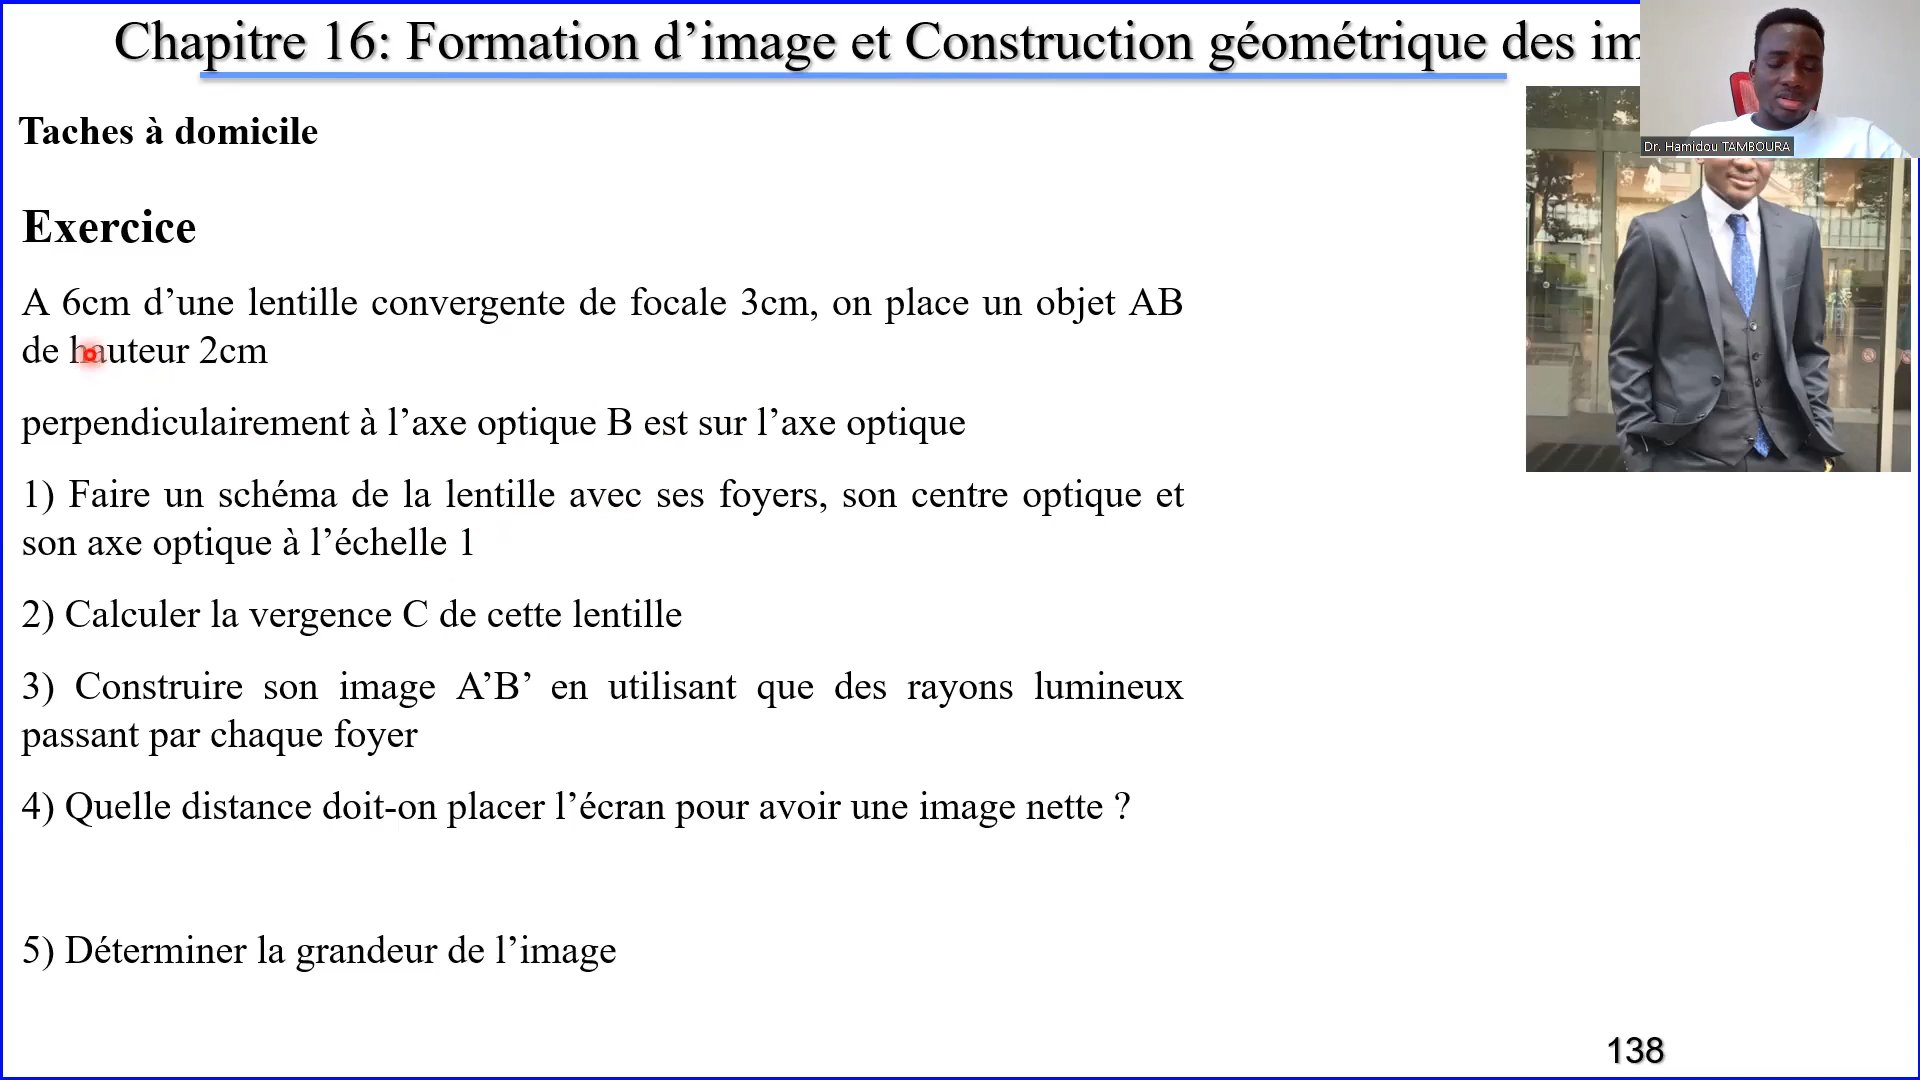 Chapitre 16: Formation d’image et Construction géométrique des im
Dr. Hamidou TAMBOURA
Taches à domicile
Exercice
A 6cm d’une lentille convergente de focale 3cm, on place un objet AB
de hauteur 2cm
perpendiculairement à l’axe optique B est sur l’axe optique
1) Faire un schéma de la lentille avec ses foyers, son centre optique et
son axe optique à l’échelle 1
2) Calculer la vergence C de cette lentille
3) Construire son image A’B’ en utilisant que des rayons lumineux
passant par chaque foyer
4) Quelle distance doit-on placer l’écran pour avoir une image nette ?
5) Déterminer la grandeur de l’image
138